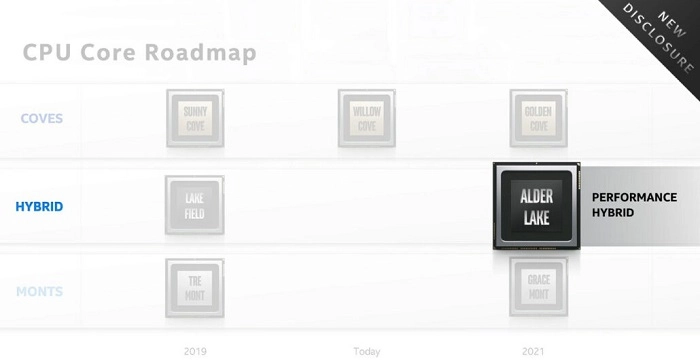 NEW
DISCLOSURE
CPU Core Roadmap
COVES
SUNNY
COVE
WILLOW
COVE
GOLDEN
COVE
HYBRID
LAKE
FIELD
ALDER
LAKE
PERFORMANCE
HYBRID
MONTS
TRE
MONT
GRACE
MONT
2019
Today
2021